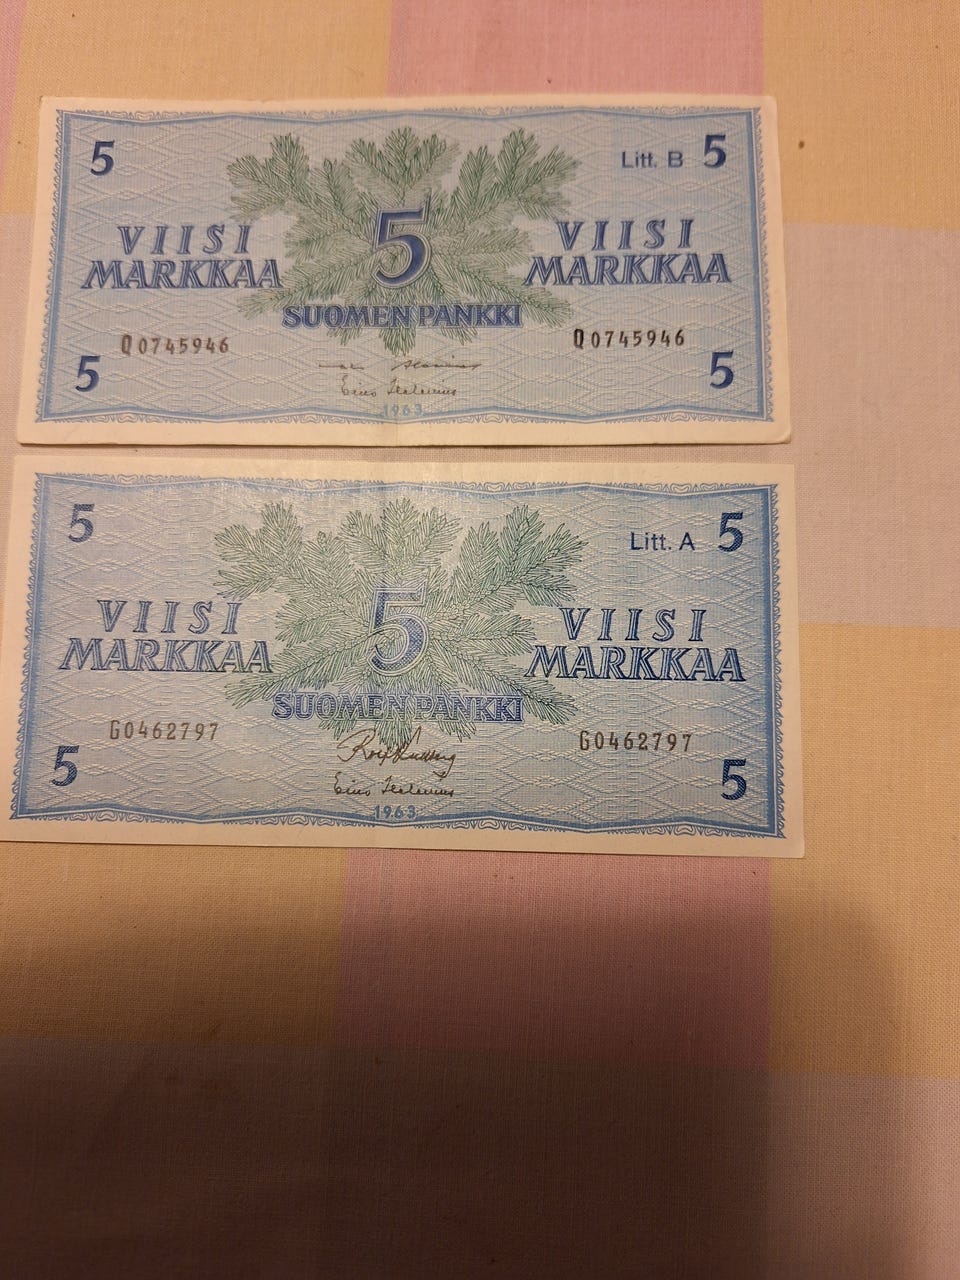 5 Litt. B 5
VIISI 5 VIISI
MARKKAA MARKKAA
SUOMEN PANKKI
Q0745946 Q0745946
5 5
1963
5 Litt. A 5
VIISI 5 VIISI
MARKKAA MARKKAA
SUOMEN PANKKI
G0462797 G0462797
5 5
1963